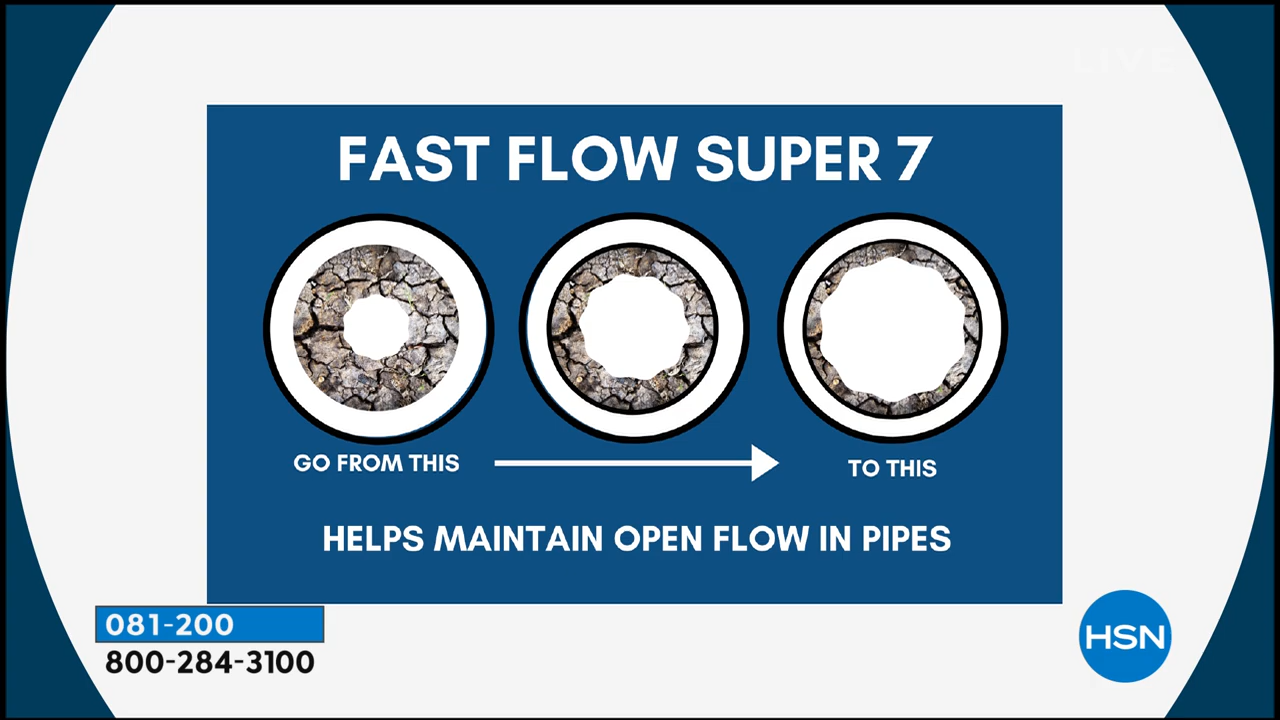 LIVE
FAST FLOW SUPER 7
GO FROM THIS
TO THIS
HELPS MAINTAIN OPEN FLOW IN PIPES
081-200
800-284-3100
HSN